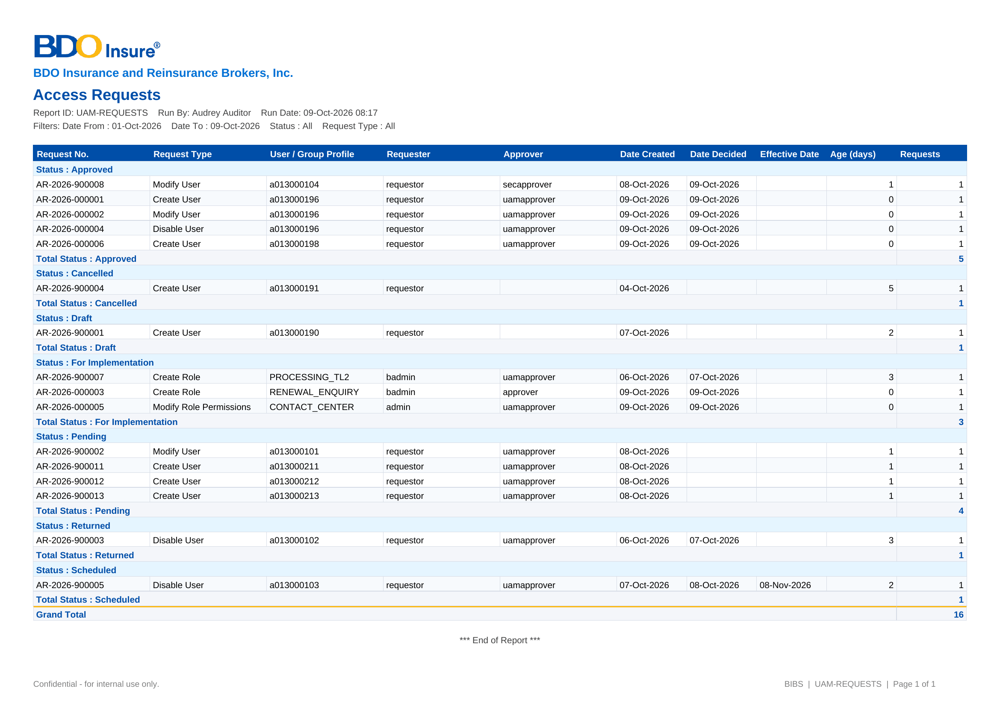 BDO Insure®
BDO Insurance and Reinsurance Brokers, Inc.
Access Requests
Report ID: UAM-REQUESTS Run By: Audrey Auditor Run Date: 09-Oct-2026 08:17
Filters: Date From : 01-Oct-2026 Date To : 09-Oct-2026 Status : All Request Type : All
Request No. Request Type User / Group Profile Requester Approver Date Created Date Decided Effective Date Age (days) Requests
Status : Approved
AR-2026-900008 Modify User a013000104 requestor secapprover 08-Oct-2026 09-Oct-2026 1 1
AR-2026-000001 Create User a013000196 requestor uamapprover 09-Oct-2026 09-Oct-2026 0 1
AR-2026-000002 Modify User a013000196 requestor uamapprover 09-Oct-2026 09-Oct-2026 0 1
AR-2026-000004 Disable User a013000196 requestor uamapprover 09-Oct-2026 09-Oct-2026 0 1
AR-2026-000006 Create User a013000198 requestor uamapprover 09-Oct-2026 09-Oct-2026 0 1
Total Status : Approved 5
Status : Cancelled
AR-2026-900004 Create User a013000191 requestor 04-Oct-2026 5 1
Total Status : Cancelled 1
Status : Draft
AR-2026-900001 Create User a013000190 requestor 07-Oct-2026 2 1
Total Status : Draft 1
Status : For Implementation
AR-2026-900007 Create Role PROCESSING_TL2 badmin uamapprover 06-Oct-2026 07-Oct-2026 3 1
AR-2026-000003 Create Role RENEWAL_ENQUIRY badmin approver 09-Oct-2026 09-Oct-2026 0 1
AR-2026-000005 Modify Role Permissions CONTACT_CENTER admin uamapprover 09-Oct-2026 09-Oct-2026 0 1
Total Status : For Implementation 3
Status : Pending
AR-2026-900002 Modify User a013000101 requestor uamapprover 08-Oct-2026 1 1
AR-2026-900011 Create User a013000211 requestor uamapprover 08-Oct-2026 1 1
AR-2026-900012 Create User a013000212 requestor uamapprover 08-Oct-2026 1 1
AR-2026-900013 Create User a013000213 requestor uamapprover 08-Oct-2026 1 1
Total Status : Pending 4
Status : Returned
AR-2026-900003 Disable User a013000102 requestor uamapprover 06-Oct-2026 07-Oct-2026 3 1
Total Status : Returned 1
Status : Scheduled
AR-2026-900005 Disable User a013000103 requestor uamapprover 07-Oct-2026 08-Oct-2026 08-Nov-2026 2 1
Total Status : Scheduled 1
Grand Total 16
*** End of Report ***
Confidential - for internal use only. BIBS | UAM-REQUESTS | Page 1 of 1